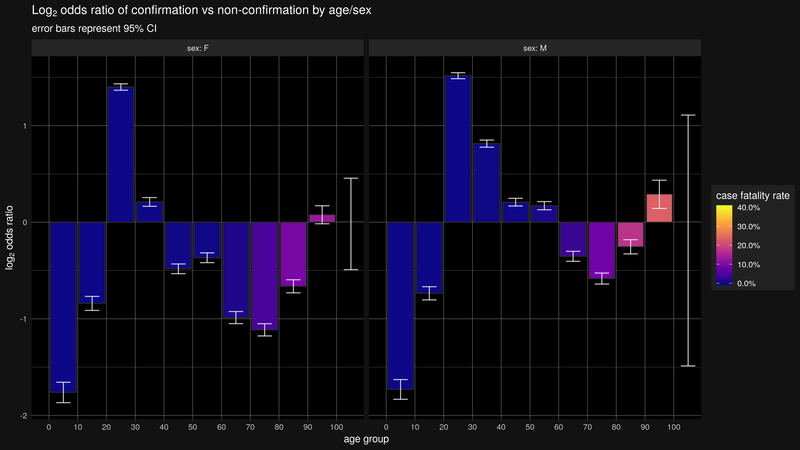 Log₂ odds ratio of confirmation vs non-confirmation by age/sex
error bars represent 95% CI
sex: F
sex: M
1
0
-1
-2
log₂ odds ratio
0 10 20 30 40 50 60 70 80 90 100
0 10 20 30 40 50 60 70 80 90 100
age group
case fatality rate
40.0%
30.0%
20.0%
10.0%
0.0%